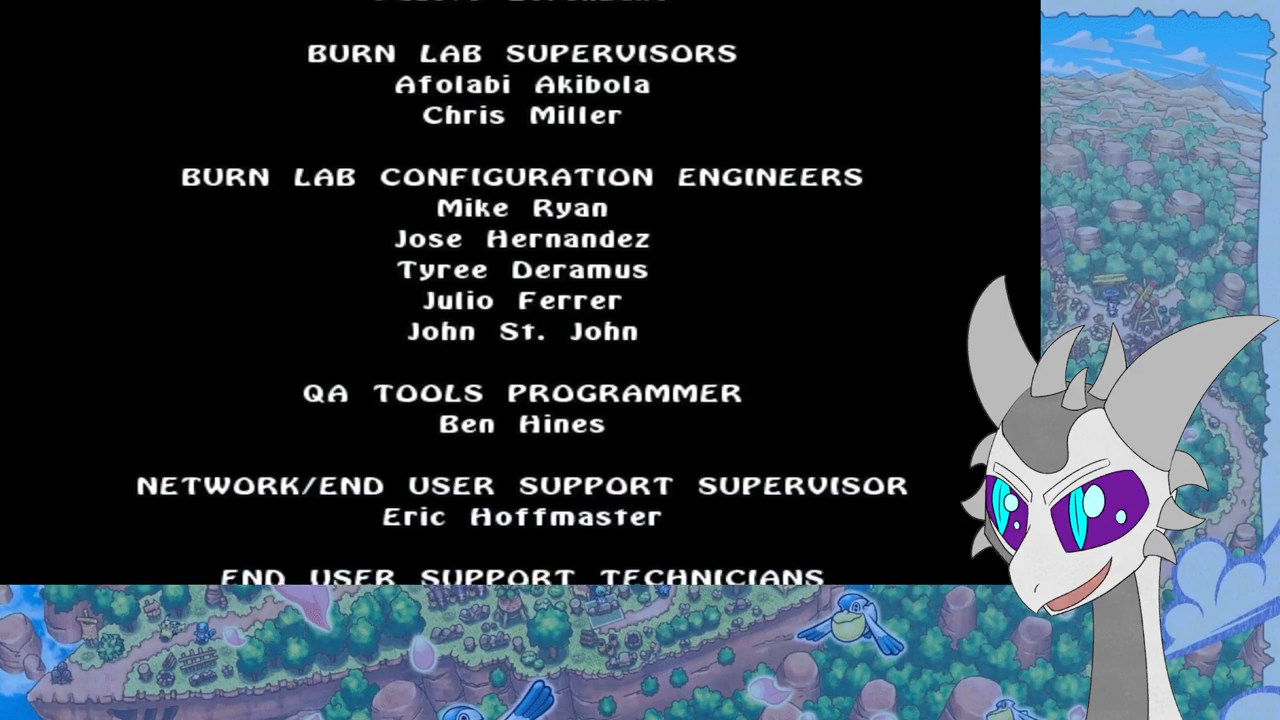 BURN LAB SUPERVISORS
Afolabi Akibola
Chris Miller
BURN LAB CONFIGURATION ENGINEERS
Mike Ryan
Jose Hernandez
Tyree Deramus
Julio Ferrer
John St. John
QA TOOLS PROGRAMMER
Ben Hines
NETWORK/END USER SUPPORT SUPERVISOR
Eric Hoffmaster
END USER SUPPORT TECHNICIANS